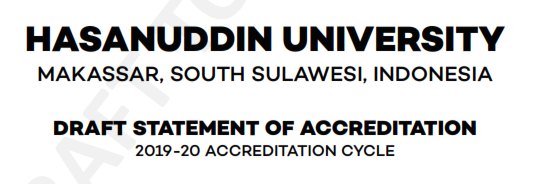 HASANUDDIN UNIVERSITY
MAKASSAR, SOUTH SULAWESI, INDONESIA
DRAFT STATEMENT OF ACCREDITATION
2019-20 ACCREDITATION CYCLE